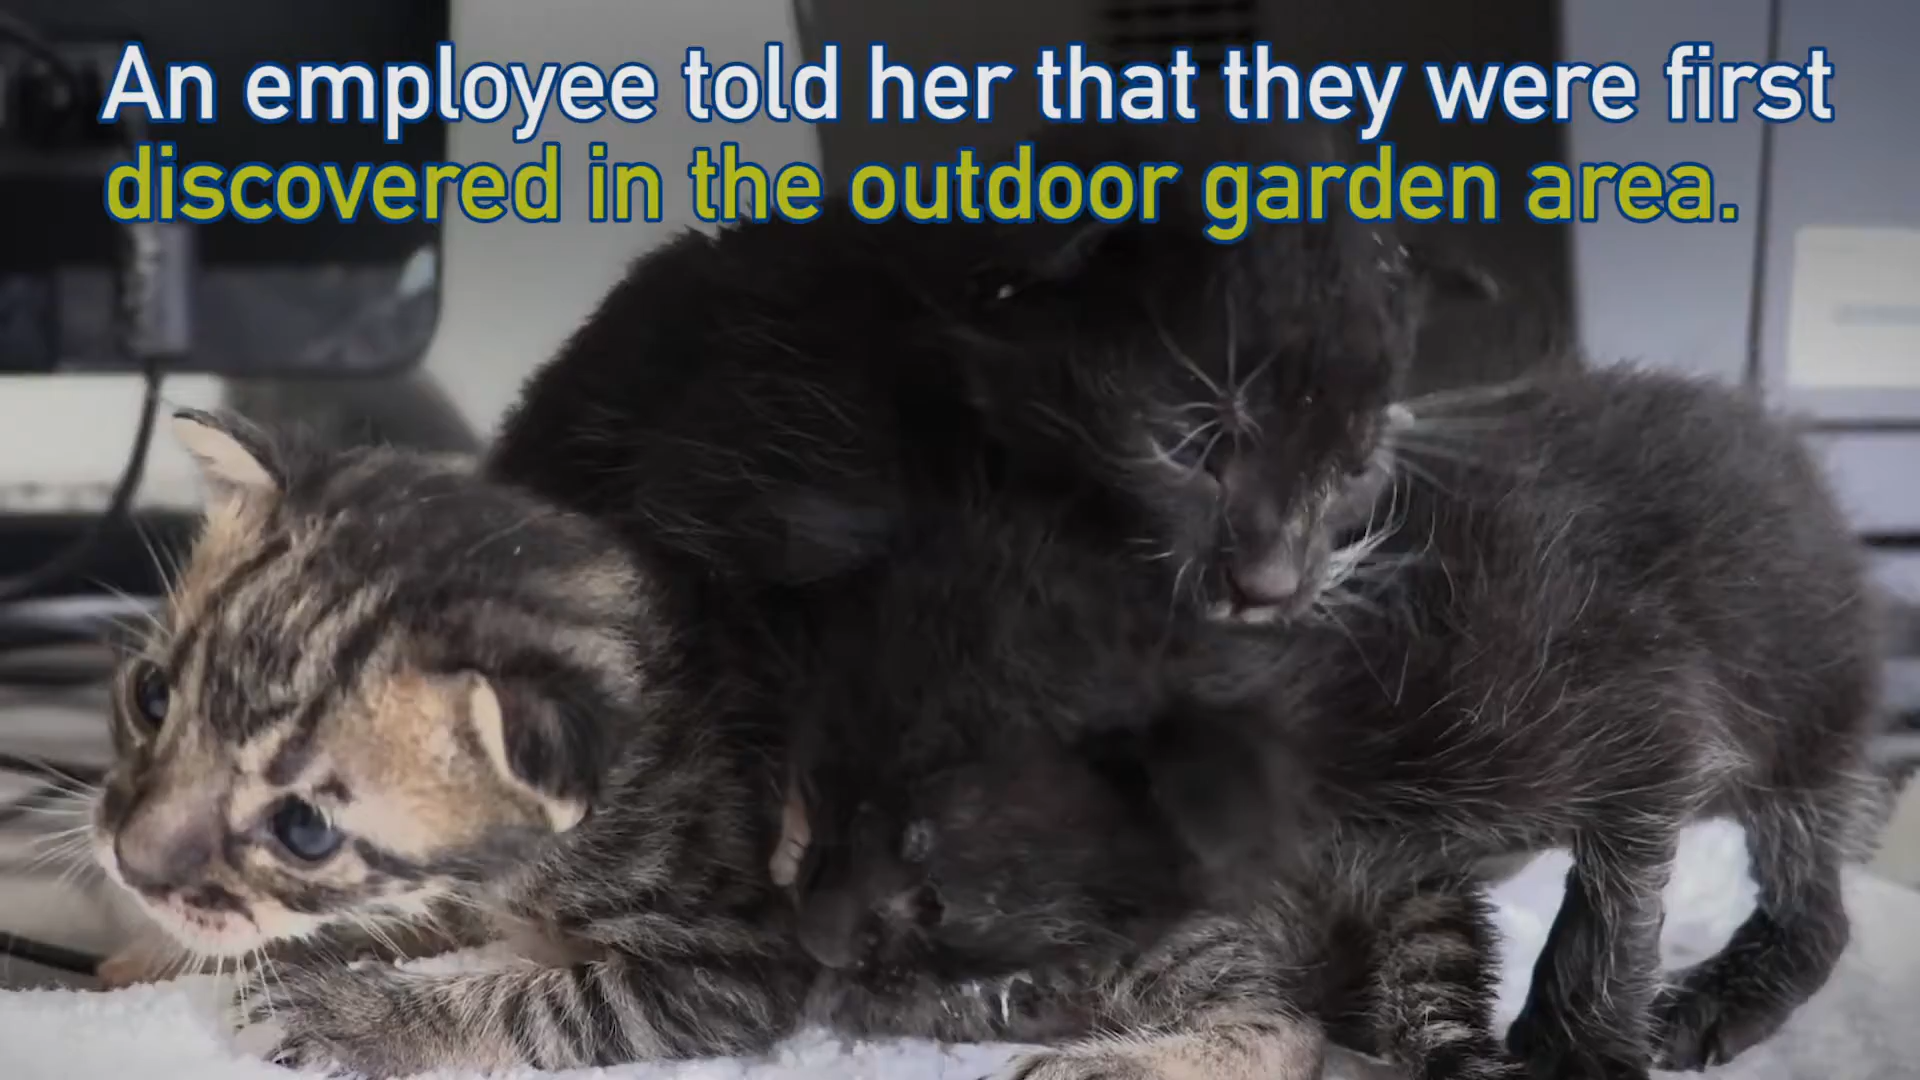 An employee told her that they were first
discovered in the outdoor garden area.